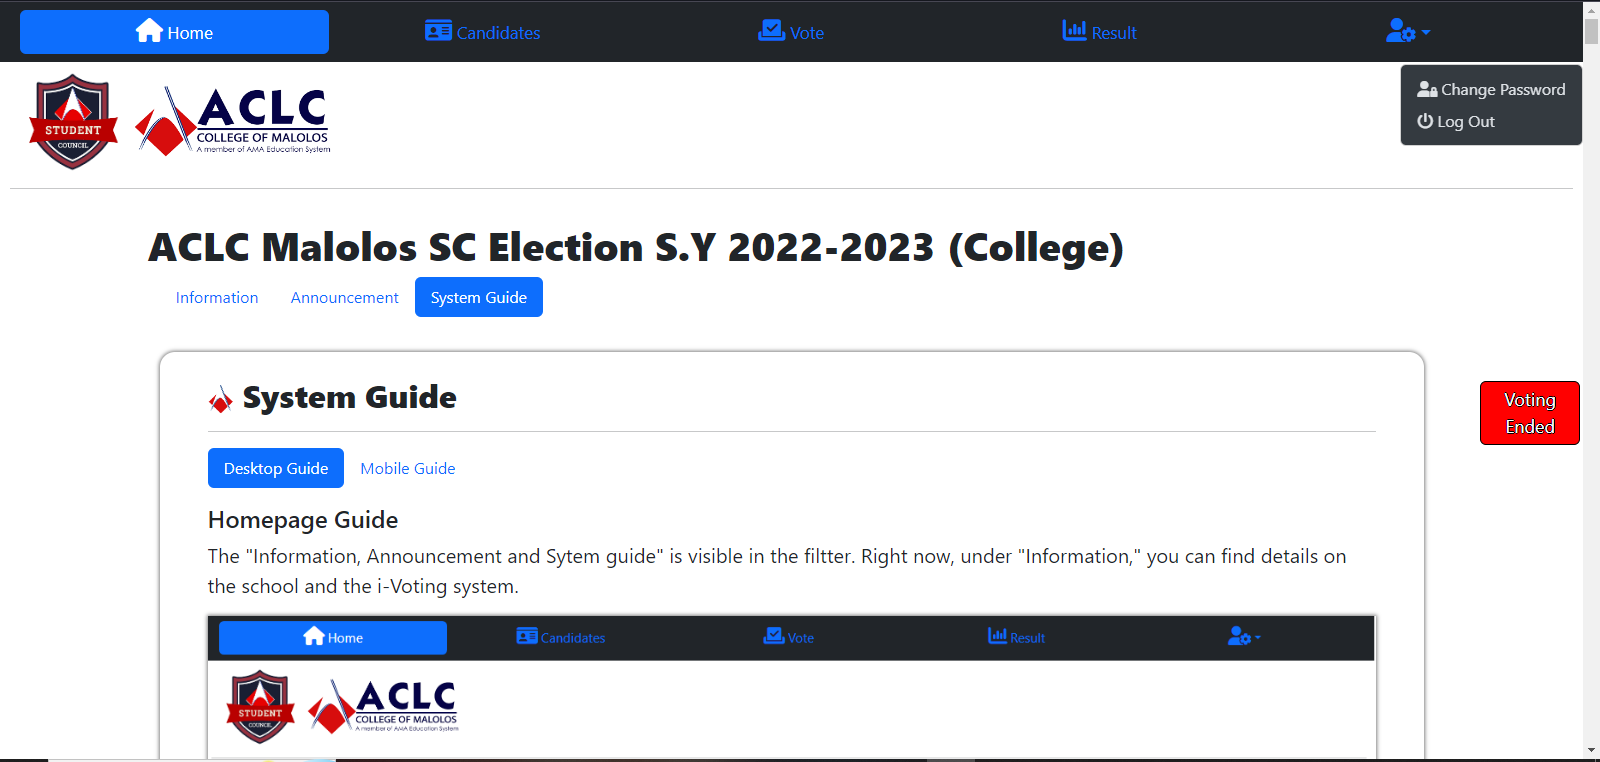 Home
Candidates
Vote
Result
Change Password
Log Out
STUDENT
COUNCIL
ACLC
COLLEGE OF MALOLOS
A member of AMA Education System
ACLC Malolos SC Election S.Y 2022-2023 (College)
Information
Announcement
System Guide
System Guide
Voting
Ended
Desktop Guide
Mobile Guide
Homepage Guide
The "Information, Announcement and Sytem guide" is visible in the filtter. Right now, under "Information," you can find details on
the school and the i-Voting system.
Home
Candidates
Vote
Result
STUDENT
COUNCIL
ACLC
COLLEGE OF MALOLOS
A member of AMA Education System